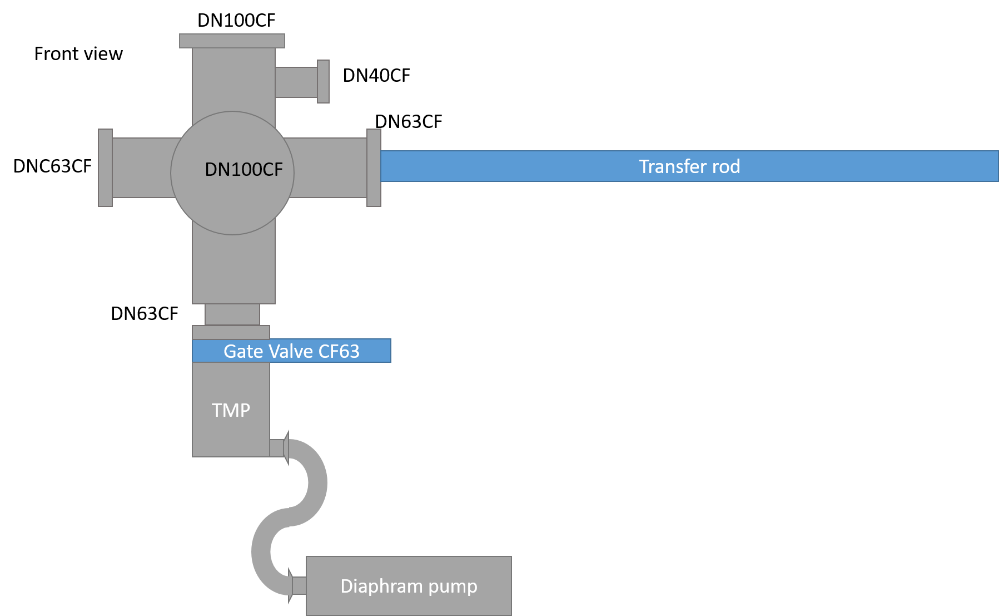 DN100CF
Front view
DN40CF
DN63CF
DNC63CF
DN100CF
Transfer rod
DN63CF
Gate Valve CF63
TMP
Diaphram pump